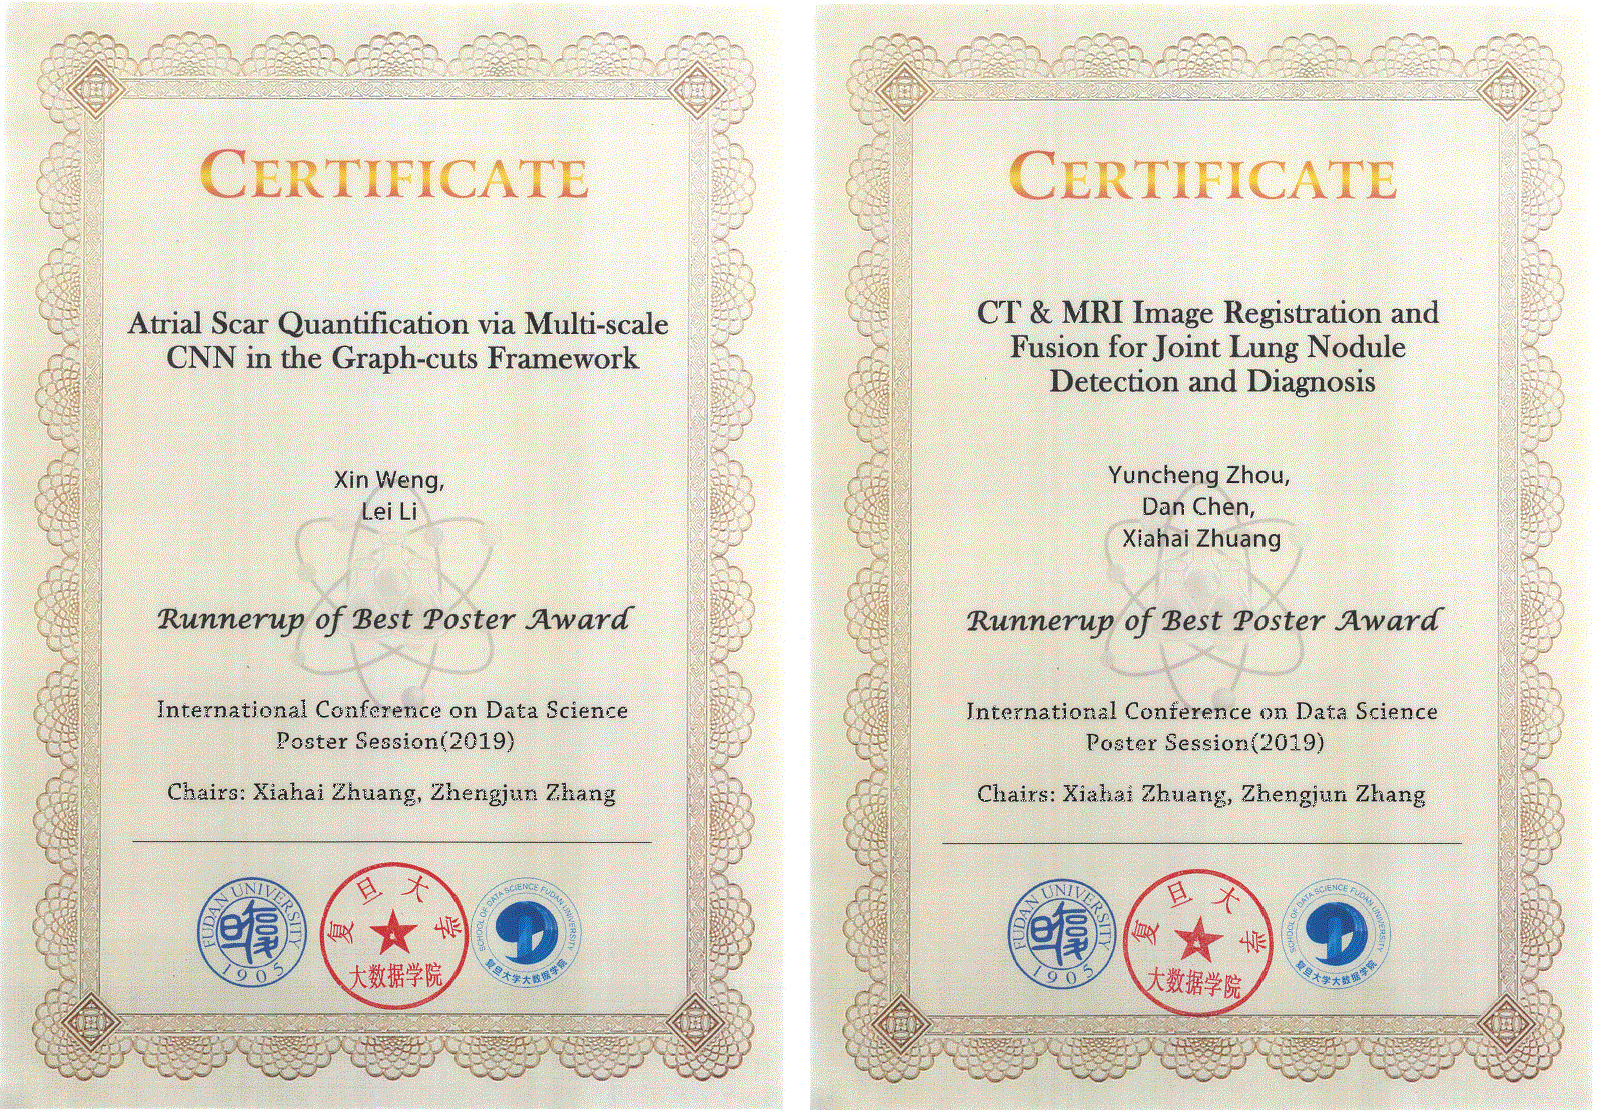 CERTIFICATE
Atrial Scar Quantification via Multi-scale
CNN in the Graph-cuts Framework
Xin Weng,
Lei Li
Runnerup of Best Poster Award
International Conference on Data Science
Poster Session(2019)
Chairs: Xiahai Zhuang, Zhengjun Zhang
FUDAN UNIVERSITY
1905
复旦大学
大数据学院
SCHOOL OF DATA SCIENCE FUDAN UNIVERSITY
复旦大学大数据学院
CERTIFICATE
CT & MRI Image Registration and
Fusion for Joint Lung Nodule
Detection and Diagnosis
Yuncheng Zhou,
Dan Chen,
Xiahai Zhuang
Runnerup of Best Poster Award
International Conference on Data Science
Poster Session(2019)
Chairs: Xiahai Zhuang, Zhengjun Zhang
FUDAN UNIVERSITY
1905
复旦大学
大数据学院
SCHOOL OF DATA SCIENCE FUDAN UNIVERSITY
复旦大学大数据学院